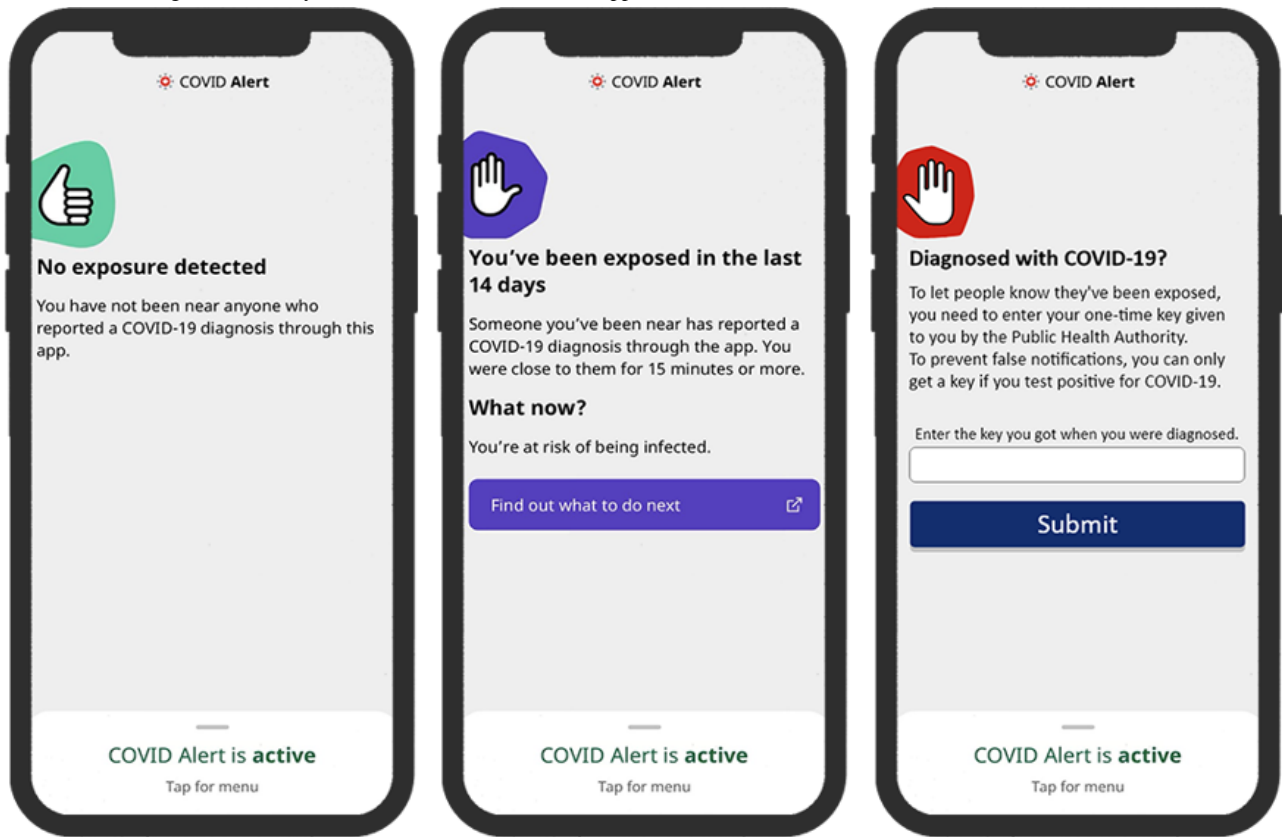 COVID Alert
No exposure detected
You have not been near anyone who
reported a COVID-19 diagnosis through this
app.
COVID Alert is active
Tap for menu
COVID Alert
You've been exposed in the last
14 days
Someone you've been near has reported a
COVID-19 diagnosis through the app. You
were close to them for 15 minutes or more.
What now?
You're at risk of being infected.
Find out what to do next
COVID Alert is active
Tap for menu
COVID Alert
Diagnosed with COVID-19?
To let people know they've been exposed,
you need to enter your one-time key given
to you by the Public Health Authority.
To prevent false notifications, you can only
get a key if you test positive for COVID-19.
Enter the key you got when you were diagnosed.
Submit
COVID Alert is active
Tap for menu